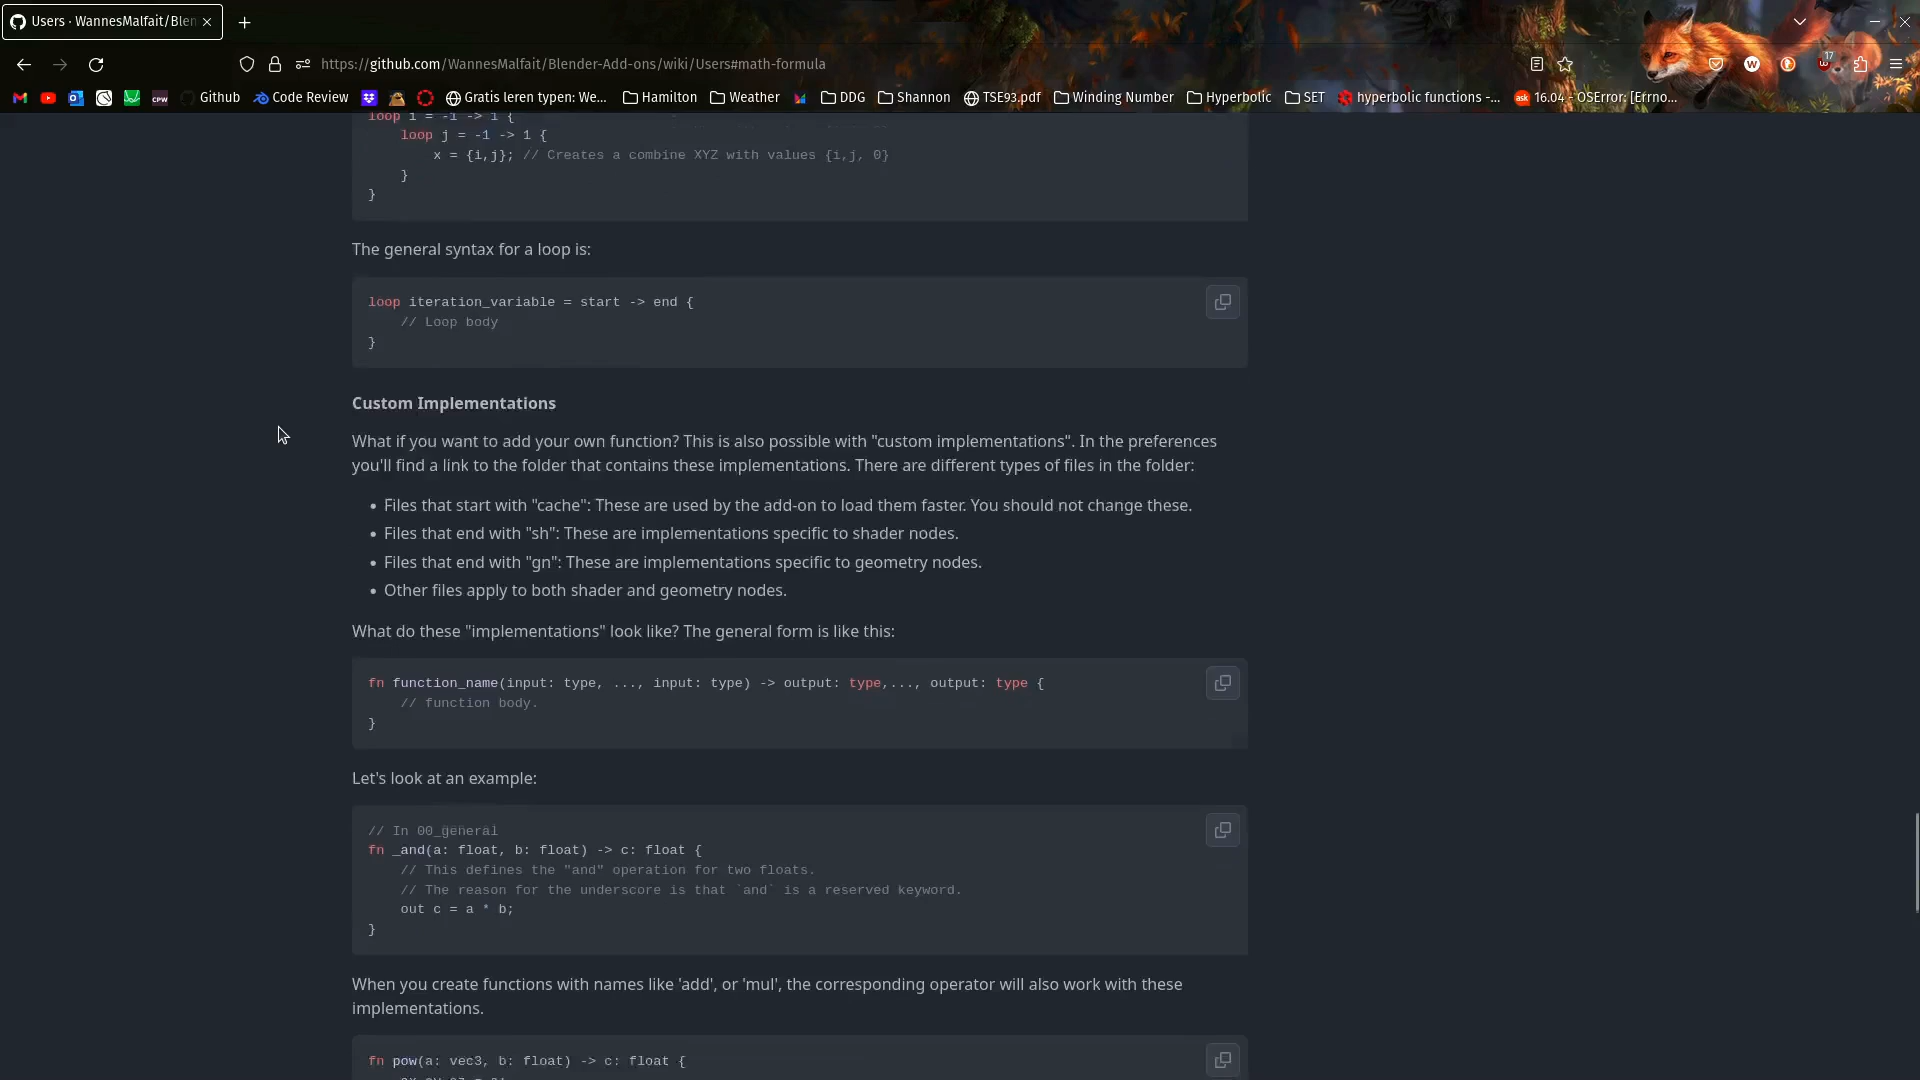 Users · WannesMalfait/Blen
https://github.com/WannesMalfait/Blender-Add-ons/wiki/Users#math-formula
17
CPW Github Code Review Gratis leren typen: We... Hamilton Weather DDG Shannon TSE93.pdf Winding Number Hyperbolic SET hyperbolic functions -... ask 16.04 - OSError: [Errno...
loop i = -1 -> 1 {
loop j = -1 -> 1 {
x = {i,j}; // Creates a combine XYZ with values {i,j, 0}
}
}
The general syntax for a loop is:
loop iteration_variable = start -> end {
// Loop body
}
Custom Implementations
What if you want to add your own function? This is also possible with "custom implementations". In the preferences
you'll find a link to the folder that contains these implementations. There are different types of files in the folder:
• Files that start with "cache": These are used by the add-on to load them faster. You should not change these.
• Files that end with "sh": These are implementations specific to shader nodes.
• Files that end with "gn": These are implementations specific to geometry nodes.
• Other files apply to both shader and geometry nodes.
What do these "implementations" look like? The general form is like this:
fn function_name(input: type, ..., input: type) -> output: type,..., output: type {
// function body.
}
Let's look at an example:
// In 00_general
fn _and(a: float, b: float) -> c: float {
// This defines the "and" operation for two floats.
// The reason for the underscore is that `and` is a reserved keyword.
out c = a * b;
}
When you create functions with names like 'add', or 'mul', the corresponding operator will also work with these
implementations.
fn pow(a: vec3, b: float) -> c: float {